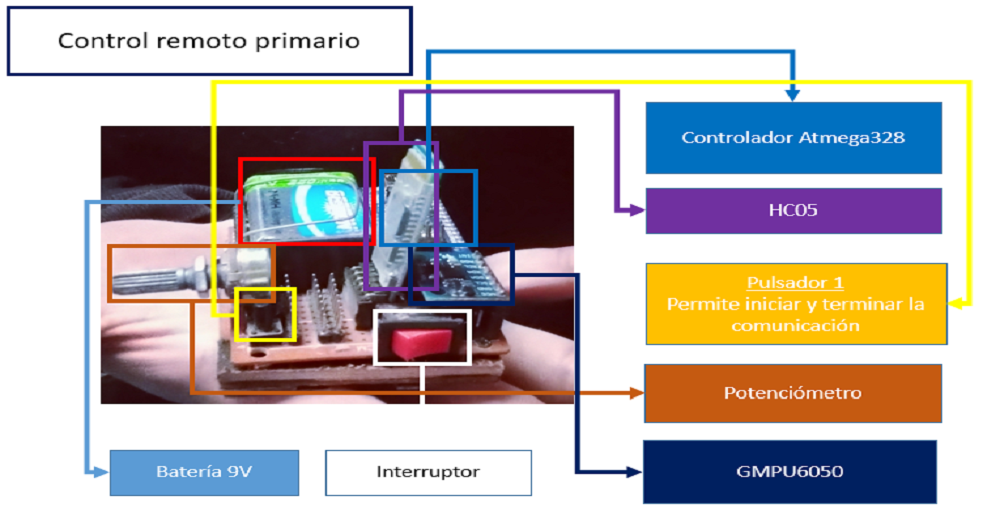 Control remoto primario
Controlador Atmega328
HC05
Pulsador 1
Permite iniciar y terminar la
comunicación
Potenciómetro
Batería 9V
Interruptor
GMPU6050